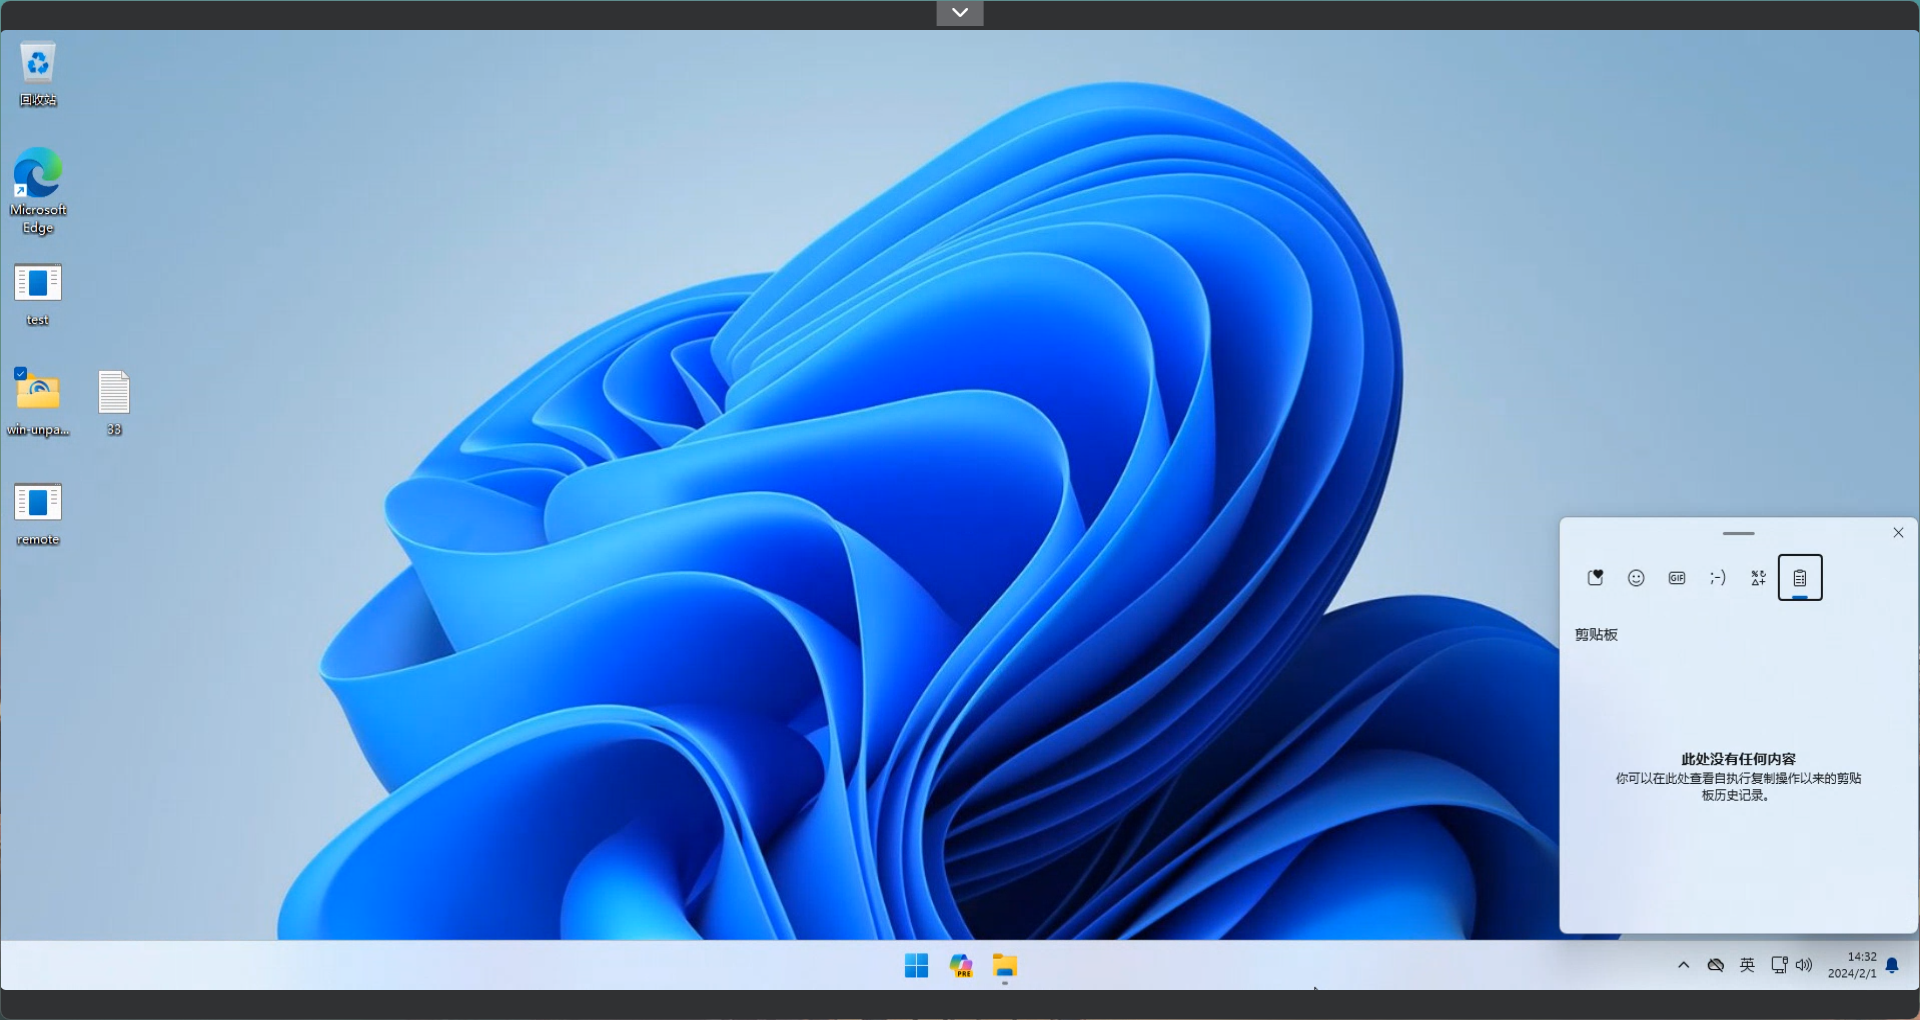 回收站
Microsoft
Edge
test
win-unpa...
33
remote
GIF
;-)
剪贴板
此处没有任何内容
你可以在此处查看自执行复制操作以来的剪贴
板历史记录。
PRE
英
14:32
2024/2/1